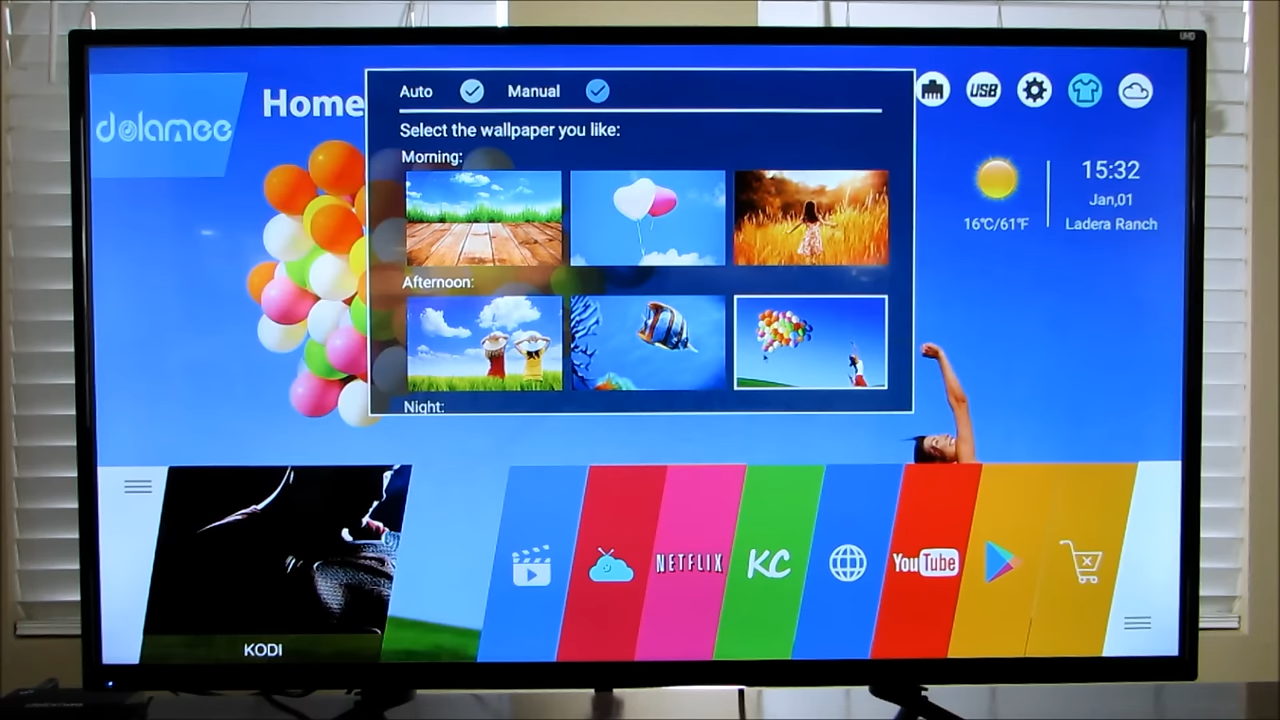 UHD
dolamee
Home
Auto
Manual
USB
Select the wallpaper you like:
Morning:
15:32
Jan,01
16℃/61℉
Ladera Ranch
Afternoon:
Night:
NETFLIX
KC
YouTube
KODI